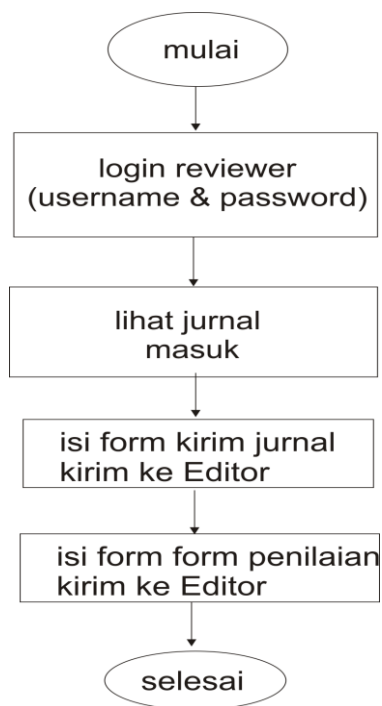 mulai
login reviewer
(username & password)
lihat jurnal
masuk
isi form kirim jurnal
kirim ke Editor
isi form form penilaian
kirim ke Editor
selesai